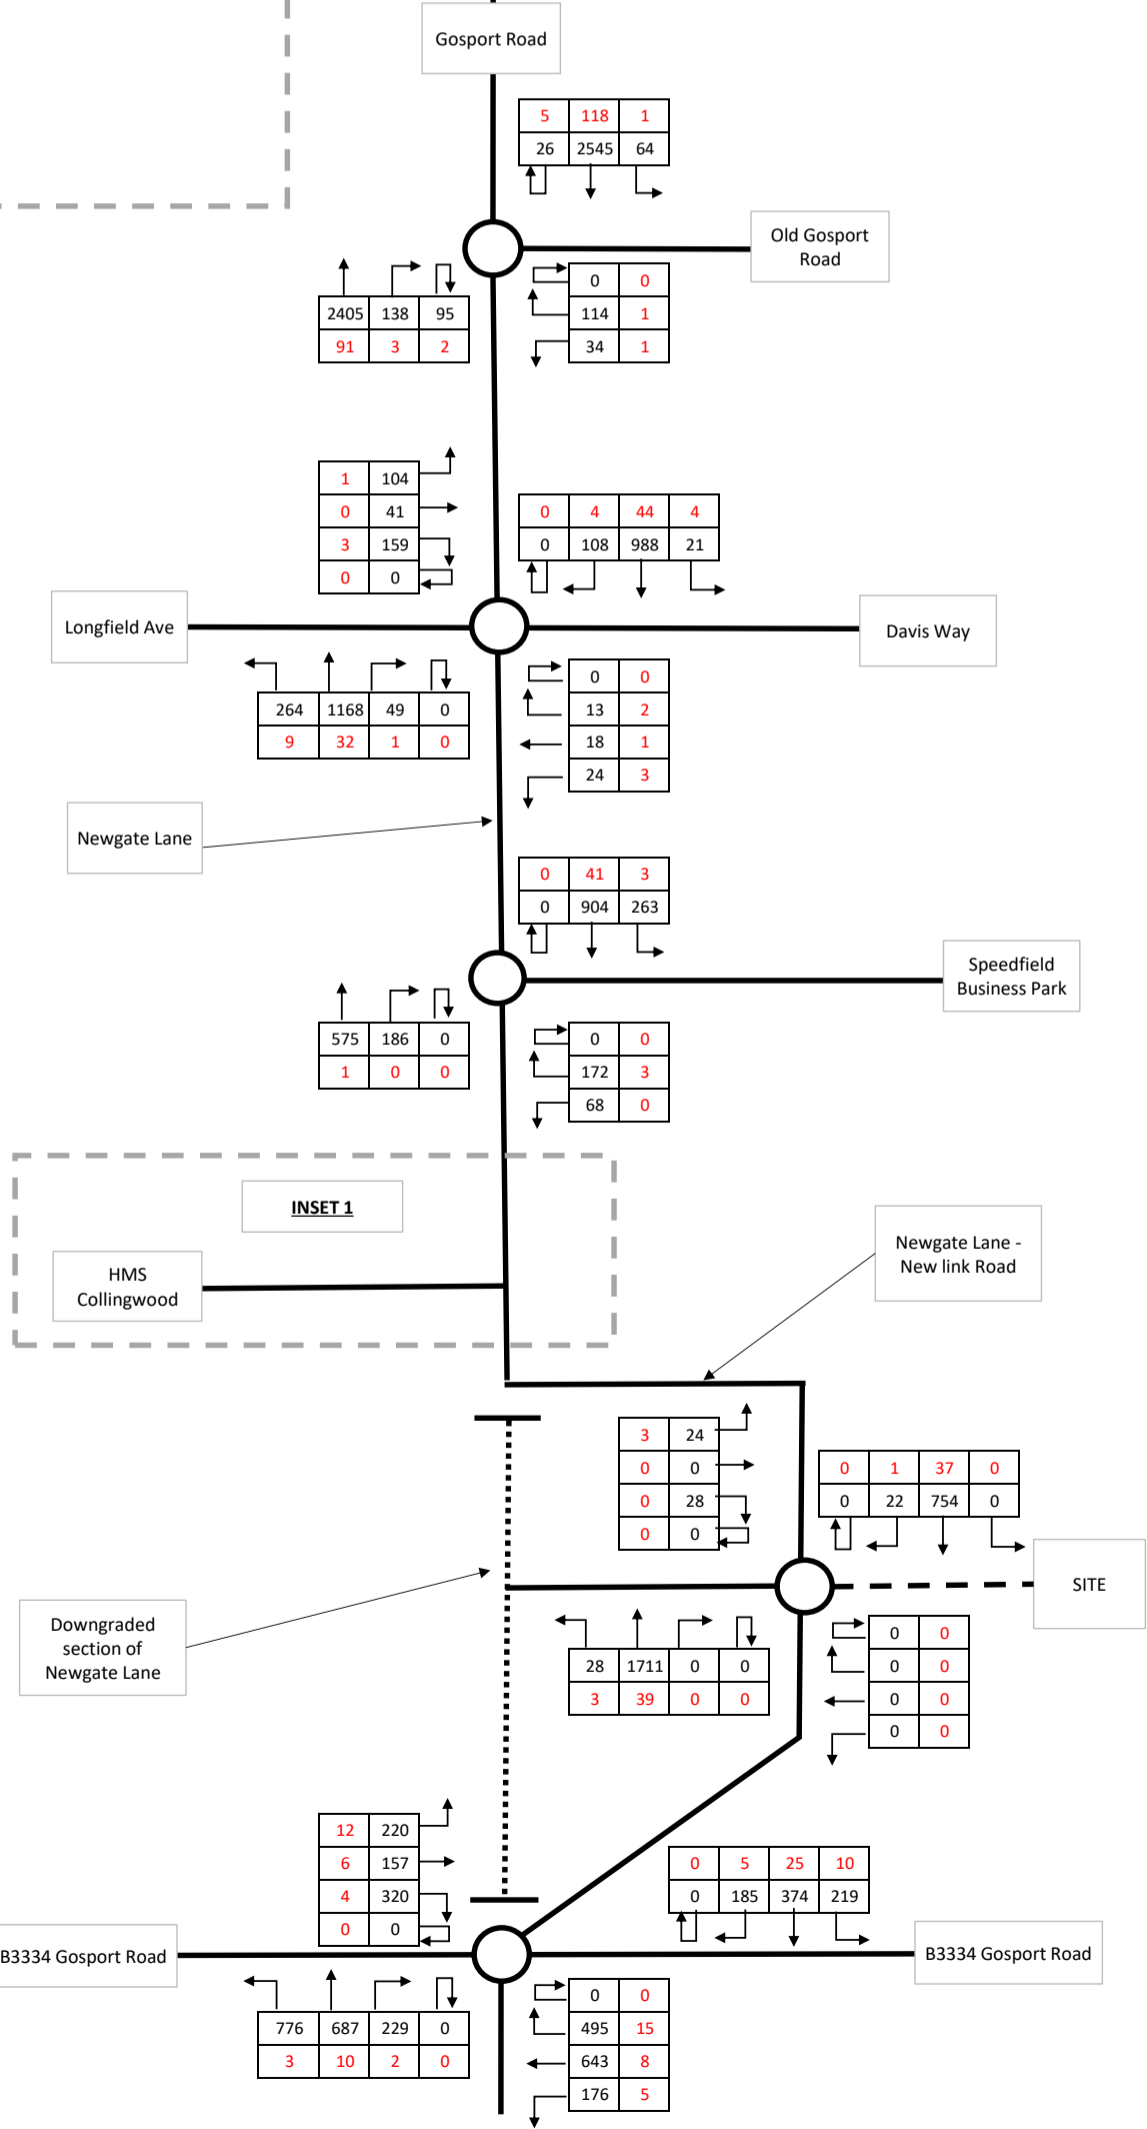 Gosport Road
5 118 1
26 2545 64
Old Gosport
Road
0 0
114 1
34 1
2405 138 95
91 3 2
1 104
0 41
3 159
0 0
0 4 44 4
0 108 988 21
Longfield Ave
Davis Way
264 1168 49 0
9 32 1 0
0 0
13 2
18 1
24 3
Newgate Lane
0 41 3
0 904 263
Speedfield
Business Park
575 186 0
1 0 0
0 0
172 3
68 0
INSET 1
HMS
Collingwood
Newgate Lane -
New link Road
3 24
0 0
0 28
0 0
0 1 37 0
0 22 754 0
SITE
Downgraded
section of
Newgate Lane
28 1711 0 0
3 39 0 0
0 0
0 0
0 0
0 0
12 220
6 157
4 320
0 0
0 5 25 10
0 185 374 219
B3334 Gosport Road
B3334 Gosport Road
776 687 229 0
3 10 2 0
0 0
495 15
643 8
176 5